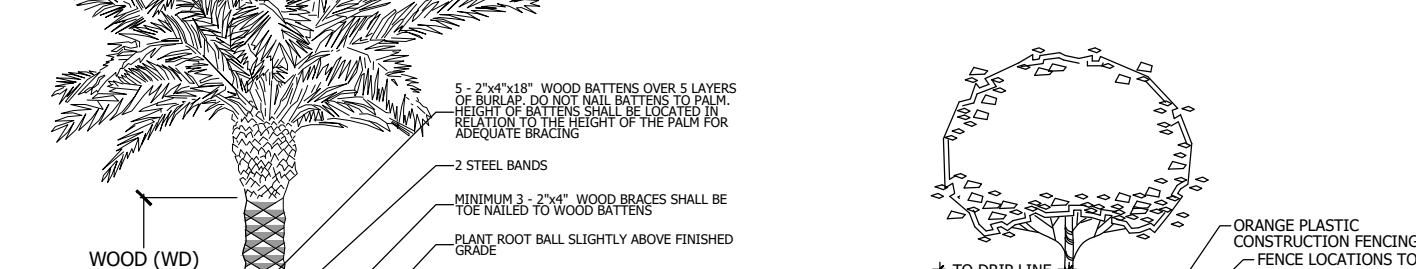 5 - 2"x4"x18" WOOD BATTENS OVER 5 LAYERS
OF BURLAP. DO NOT NAIL BATTENS TO PALM.
HEIGHT OF BATTENS SHALL BE LOCATED IN
RELATION TO THE HEIGHT OF THE PALM FOR
ADEQUATE BRACING
2 STEEL BANDS
MINIMUM 3 - 2"x4" WOOD BRACES SHALL BE
TOE NAILED TO WOOD BATTENS
PLANT ROOT BALL SLIGHTLY ABOVE FINISHED
GRADE
WOOD (WD)
ORANGE PLASTIC
CONSTRUCTION FENCING
FENCE LOCATIONS TO
TO DRIP LINE